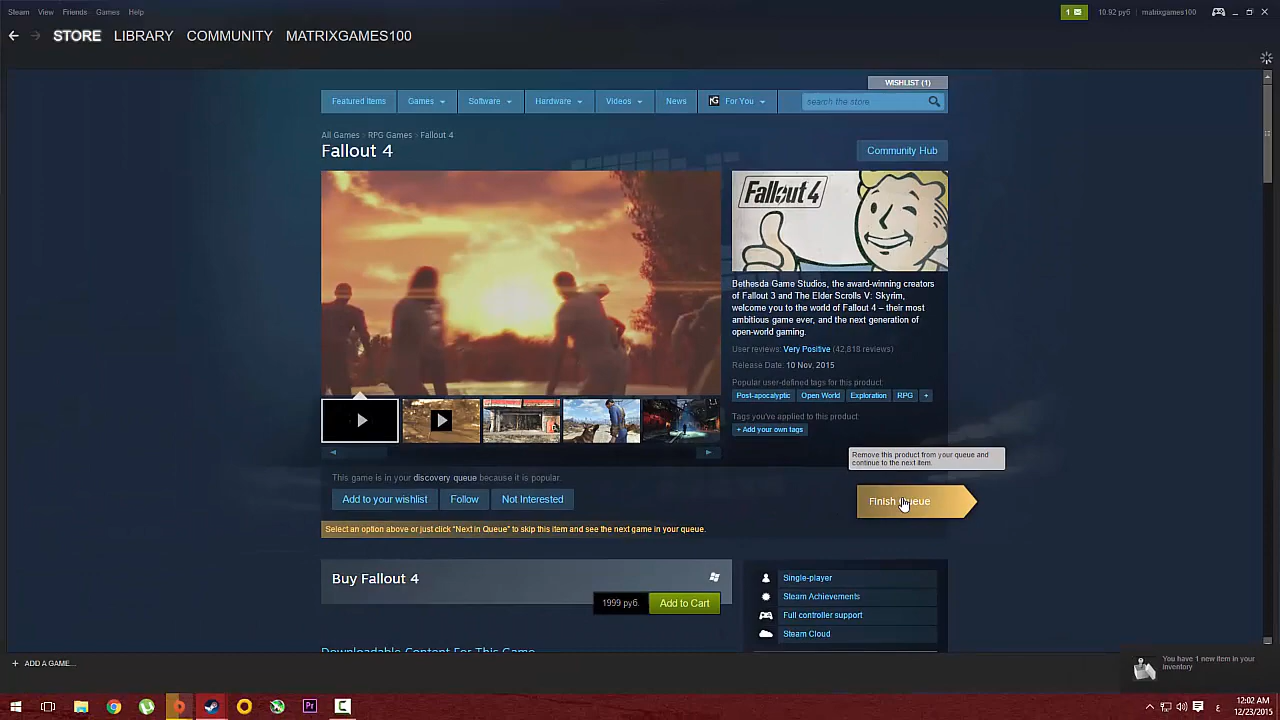 Steam View Friends Games Help
1 10.92 pуб matrixgames100
STORE LIBRARY COMMUNITY MATRIXGAMES100
WISHLIST (1)
Featured Items Games Software Hardware Videos News For You search the store
All Games > RPG Games > Fallout 4
Fallout 4
Community Hub
Fallout 4
Bethesda Game Studios, the award-winning creators
of Fallout 3 and The Elder Scrolls V: Skyrim,
welcome you to the world of Fallout 4 – their most
ambitious game ever, and the next generation of
open-world gaming.
User reviews: Very Positive (42,818 reviews)
Release Date: 10 Nov, 2015
Popular user-defined tags for this product:
Post-apocalyptic Open World Exploration RPG +
Tags you've applied to this product:
+ Add your own tags
Remove this product from your queue and
continue to the next item.
This game is in your discovery queue because it is popular.
Add to your wishlist Follow Not Interested
Finish Queue
Select an option above or just click "Next in Queue" to skip this item and see the next game in your queue.
Buy Fallout 4
1999 pуб. Add to Cart
Single-player
Steam Achievements
Full controller support
Steam Cloud
Downloadable Content For This Game
+ ADD A GAME...
You have 1 new item in your
inventory
Pr
ع 12:02 AM
12/23/2015